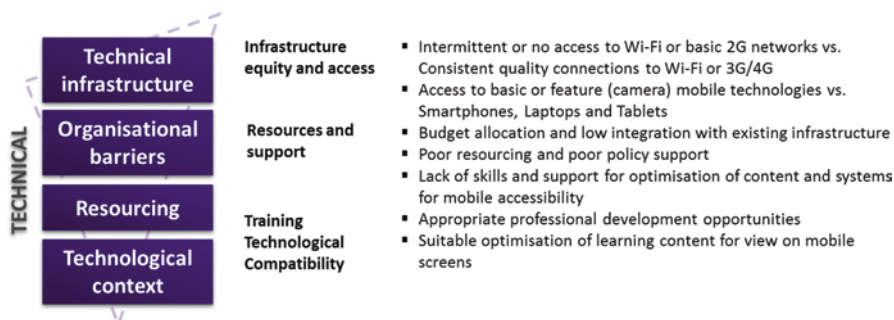 TECHNICAL
Technical
infrastructure
Organisational
barriers
Resourcing
Technological
context
Infrastructure
equity and access
Resources and
support
Training
Technological
Compatibility
▪ Intermittent or no access to Wi-Fi or basic 2G networks vs.
Consistent quality connections to Wi-Fi or 3G/4G
▪ Access to basic or feature (camera) mobile technologies vs.
Smartphones, Laptops and Tablets
▪ Budget allocation and low integration with existing infrastructure
▪ Poor resourcing and poor policy support
▪ Lack of skills and support for optimisation of content and systems
for mobile accessibility
▪ Appropriate professional development opportunities
▪ Suitable optimisation of learning content for view on mobile
screens